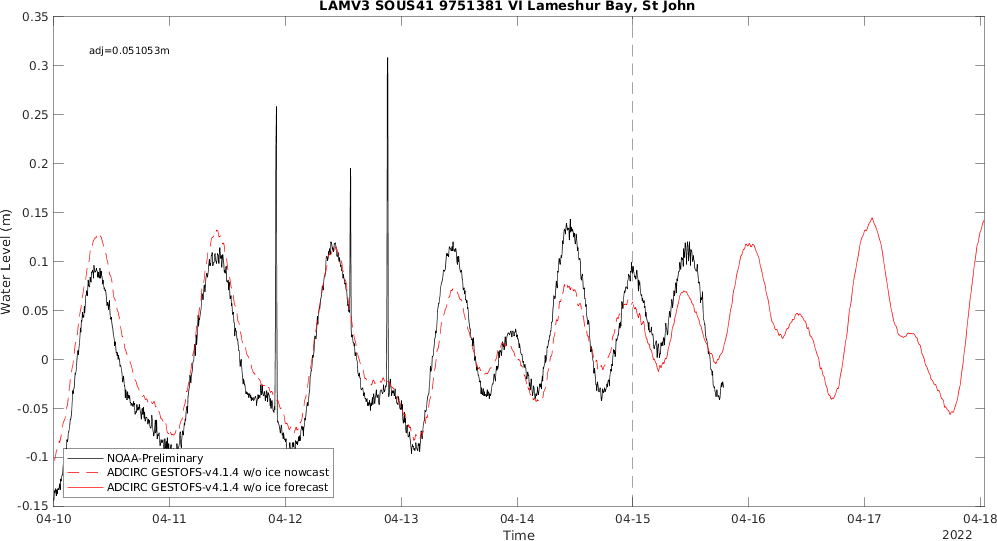 LAMV3 SOUS41 9751381 VI Lameshur Bay, St John
adj=0.051053m
Water Level (m)
0.35
0.3
0.25
0.2
0.15
0.1
0.05
0
-0.05
-0.1
-0.15
NOAA-Preliminary
ADCIRC GESTOFS-v4.1.4 w/o ice nowcast
ADCIRC GESTOFS-v4.1.4 w/o ice forecast
04-10 04-11 04-12 04-13 04-14 04-15 04-16 04-17 04-18
Time
2022